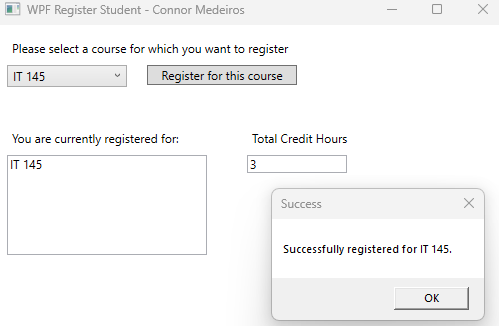 WPF Register Student - Connor Medeiros
Please select a course for which you want to register
IT 145
Register for this course
You are currently registered for:
Total Credit Hours
IT 145
3
Success
Successfully registered for IT 145.
OK